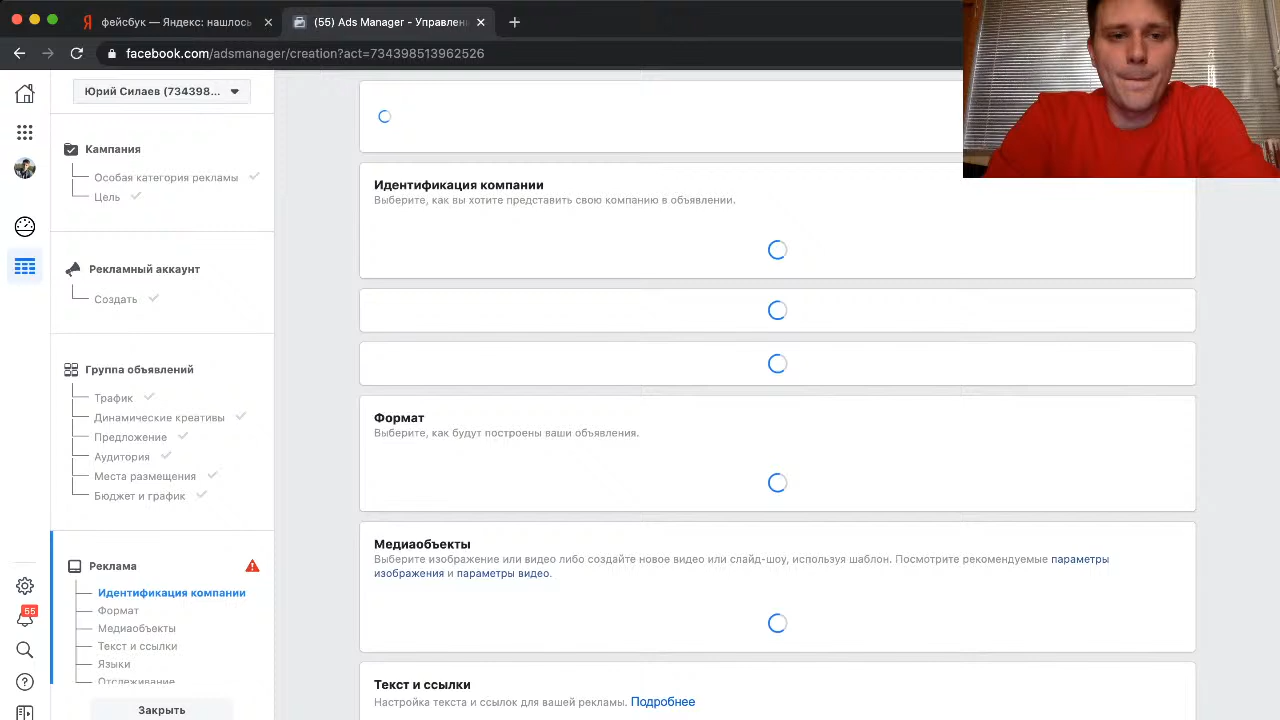 фейсбук — Яндекс: нашлось
(55) Ads Manager - Управлен
facebook.com/adsmanager/creation?act=734398513962526
Юрий Силаев (734398...
Кампания
Особая категория рекламы
Цель
Рекламный аккаунт
Создать
Группа объявлений
Трафик
Динамические креативы
Предложение
Аудитория
Места размещения
Бюджет и график
Реклама
Идентификация компании
Формат
Медиаобъекты
Текст и ссылки
Языки
Отслеживание
Закрыть
55
Идентификация компании
Выберите, как вы хотите представить свою компанию в объявлении.
Формат
Выберите, как будут построены ваши объявления.
Медиаобъекты
Выберите изображение или видео либо создайте новое видео или слайд-шоу, используя шаблон. Посмотрите рекомендуемые параметры
изображения и параметры видео.
Текст и ссылки
Настройка текста и ссылок для вашей рекламы. Подробнее